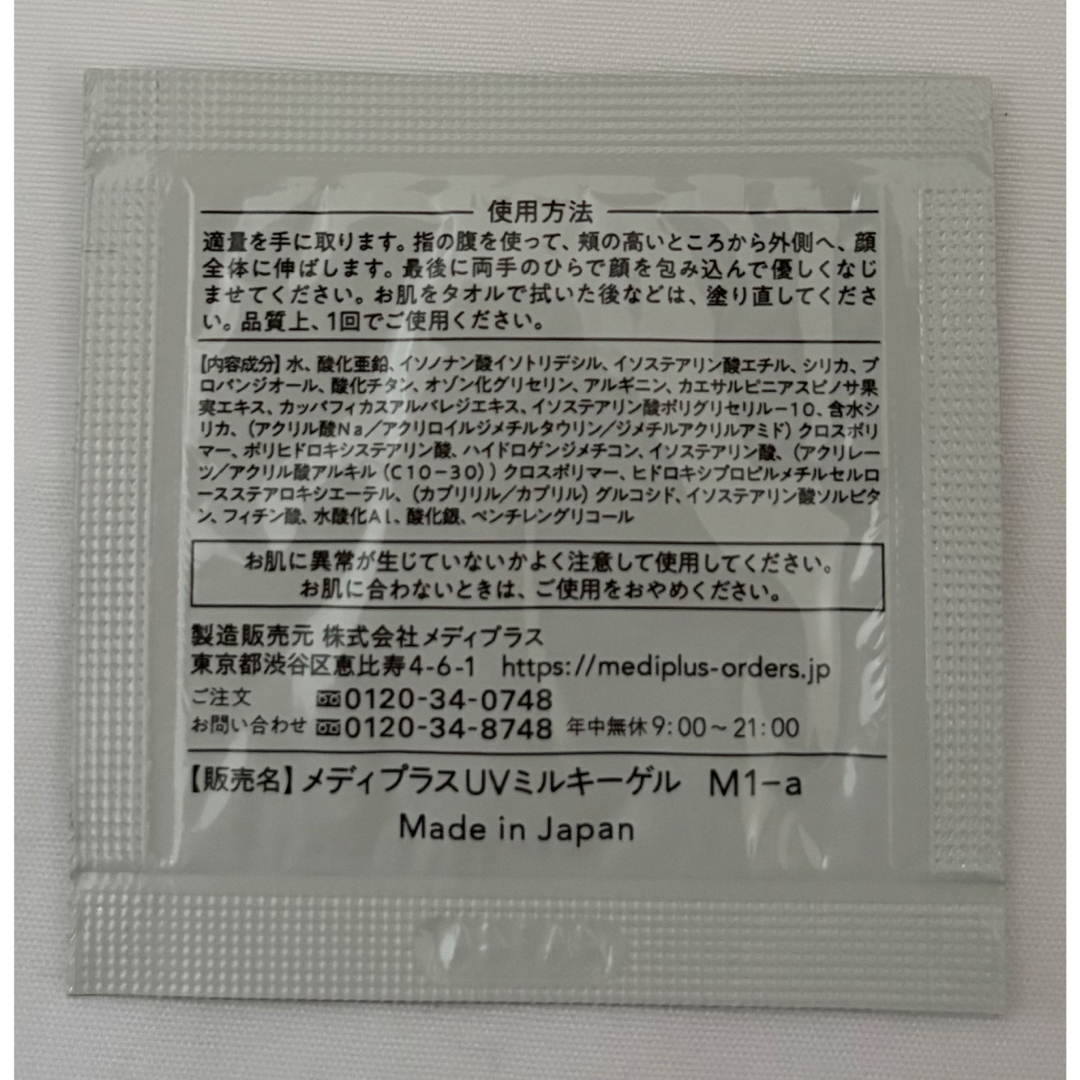 使用方法
適量を手に取ります。指の腹を使って、頬の高いところから外側へ、顔
全体に伸ばします。最後に両手のひらで顔を包み込んで優しくなじ
ませてください。お肌をタオルで拭いた後などは、塗り直してくださ
い。品質上、1回でご使用ください。
【内容成分】水、酸化亜鉛、イソノナン酸イソトリデシル、イソステアリン酸エチル、シリカ、プ
ロパンジオール、酸化チタン、オゾン化グリセリン、アルギニン、カエサルピニアスピノサ果
実エキス、カッパフィカスアルバレジエキス、イソステアリン酸ポリグリセリル－10、含水シ
リカ、（アクリル酸Na／アクリロイルジメチルタウリン／ジメチルアクリルアミド）クロスポリ
マー、ポリヒドロキシステアリン酸、ハイドロゲンジメチコン、イソステアリン酸、（アクリレー
ツ／アクリル酸アルキル（C10－30））クロスポリマー、ヒドロキシプロピルメチルセルロ
ースステアロキシエーテル、（カプリリル／カプリル）グルコシド、イソステアリン酸ソルビタ
ン、フィチン酸、水酸化Al、酸化銀、ペンチレングリコール
お肌に異常が生じていないかよく注意して使用してください。
お肌に合わないときは、ご使用をおやめください。
製造販売元 株式会社メディプラス
東京都渋谷区恵比寿4-6-1 https://mediplus-orders.jp
ご注文 0120-34-0748
お問い合わせ 0120-34-8748 年中無休9:00～21:00
【販売名】メディプラスUVミルキーゲル M1-a
Made in Japan